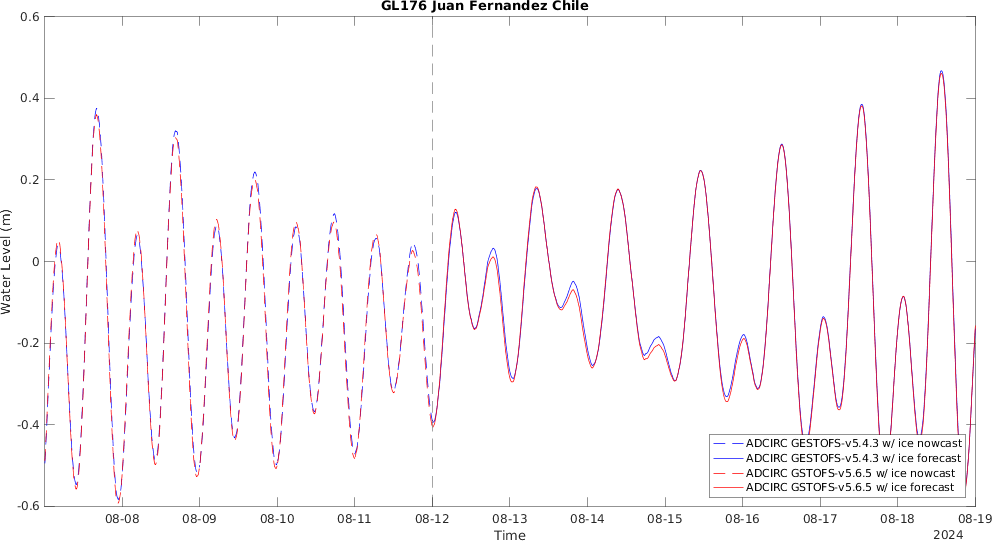 GL176 Juan Fernandez Chile
Water Level (m)
0.6
0.4
0.2
0
-0.2
-0.4
-0.6
ADCIRC GESTOFS-v5.4.3 w/ ice nowcast
ADCIRC GESTOFS-v5.4.3 w/ ice forecast
ADCIRC GSTOFS-v5.6.5 w/ ice nowcast
ADCIRC GSTOFS-v5.6.5 w/ ice forecast
08-08 08-09 08-10 08-11 08-12 08-13 08-14 08-15 08-16 08-17 08-18 08-19
Time
2024